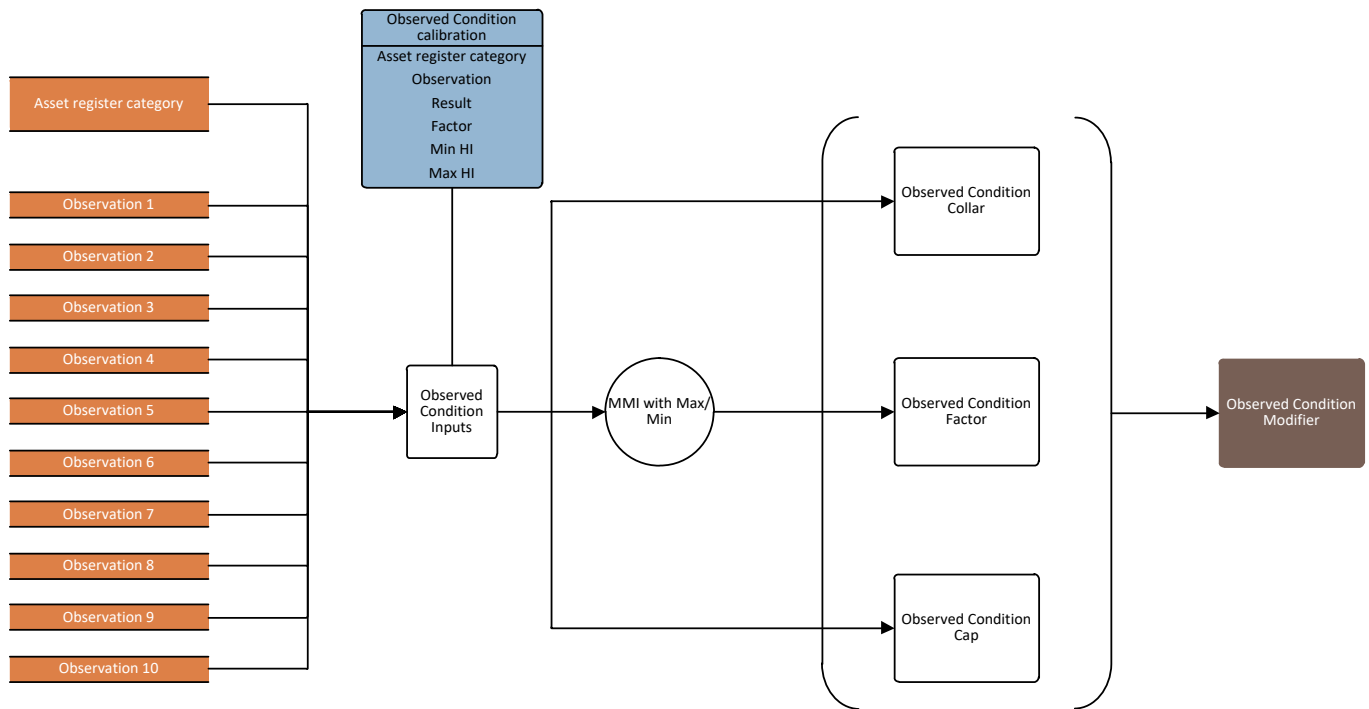 Observed Condition
calibration
Asset register category
Observation
Result
Factor
Min HI
Max HI
Asset register category
Observation 1
Observation 2
Observation 3
Observation 4
Observation 5
Observation 6
Observation 7
Observation 8
Observation 9
Observation 10
Observed
Condition
Inputs
MMI with Max/
Min
Observed Condition
Collar
Observed Condition
Factor
Observed Condition
Cap
Observed Condition
Modifier